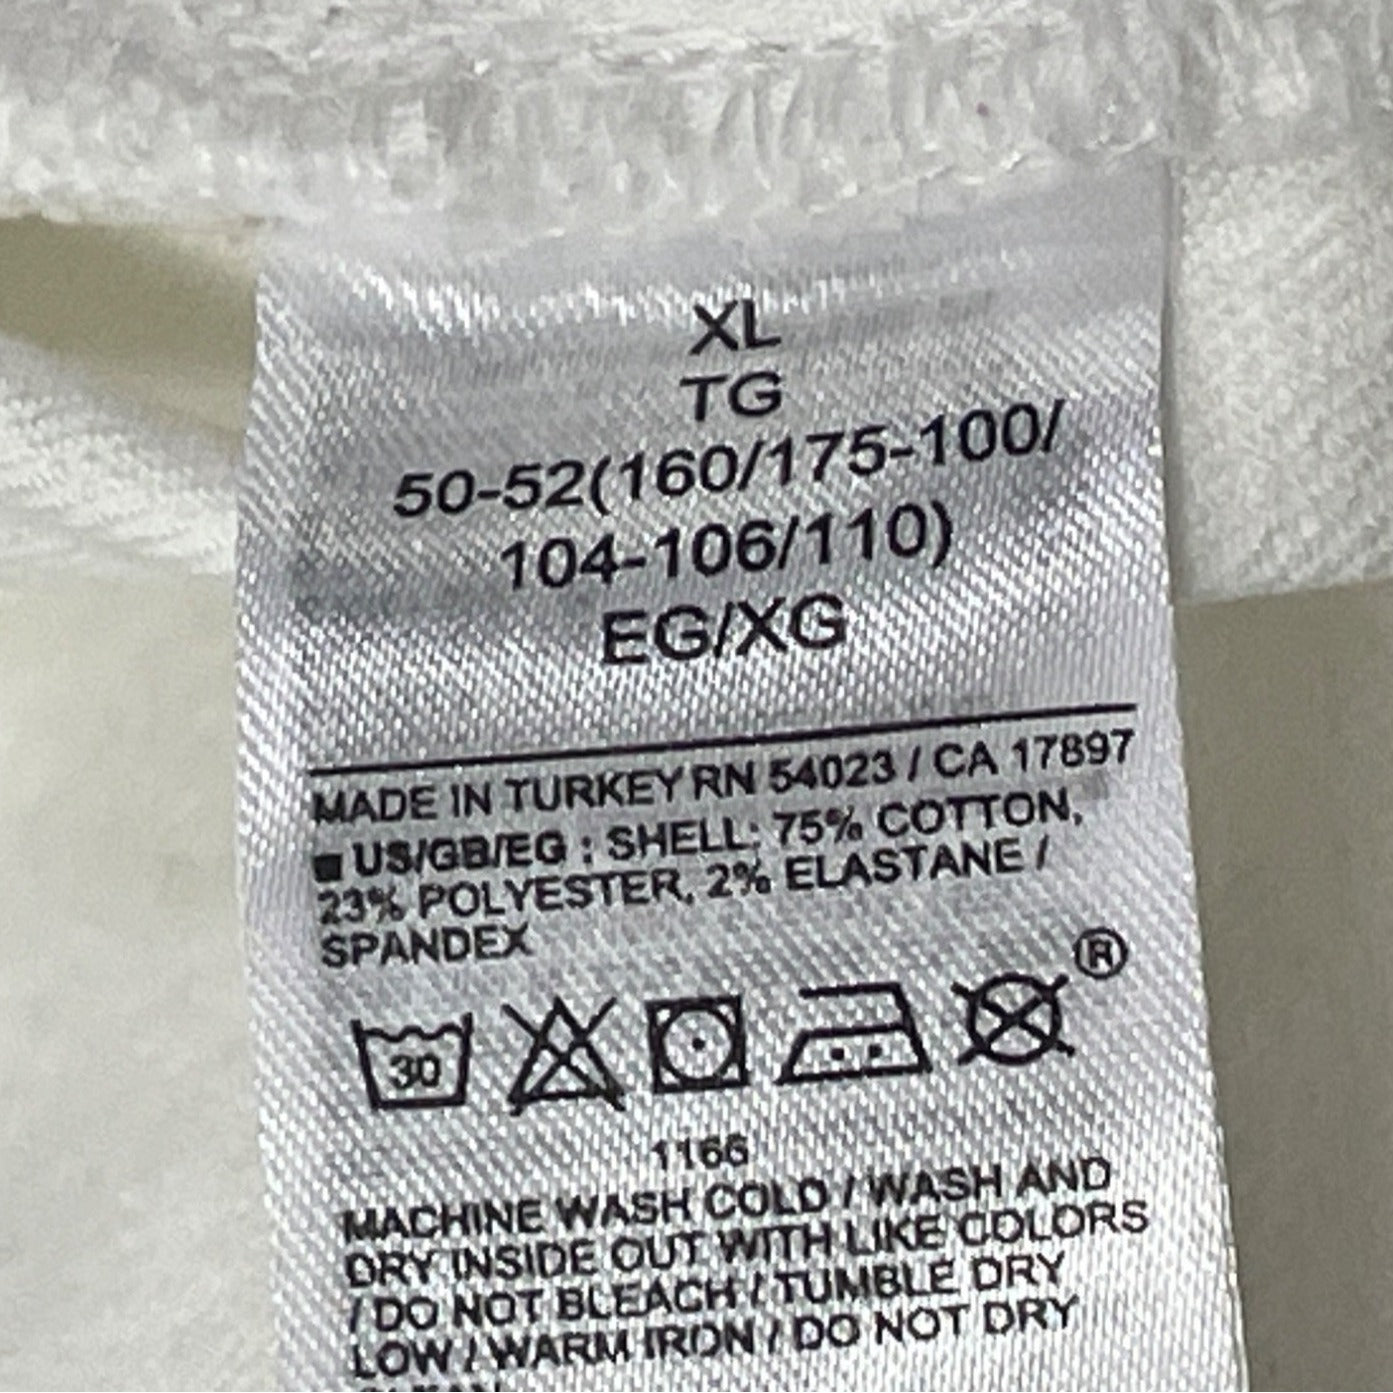 XL
TG
50-52(160/175-100/
104-106/110)
EG/XG
MADE IN TURKEY RN 54023 / CA 17897
■ US/GB/EG : SHELL: 75% COTTON,
23% POLYESTER, 2% ELASTANE /
SPANDEX
®
30
1166
MACHINE WASH COLD / WASH AND
DRY INSIDE OUT WITH LIKE COLORS
/ DO NOT BLEACH / TUMBLE DRY
LOW / WARM IRON / DO NOT DRY